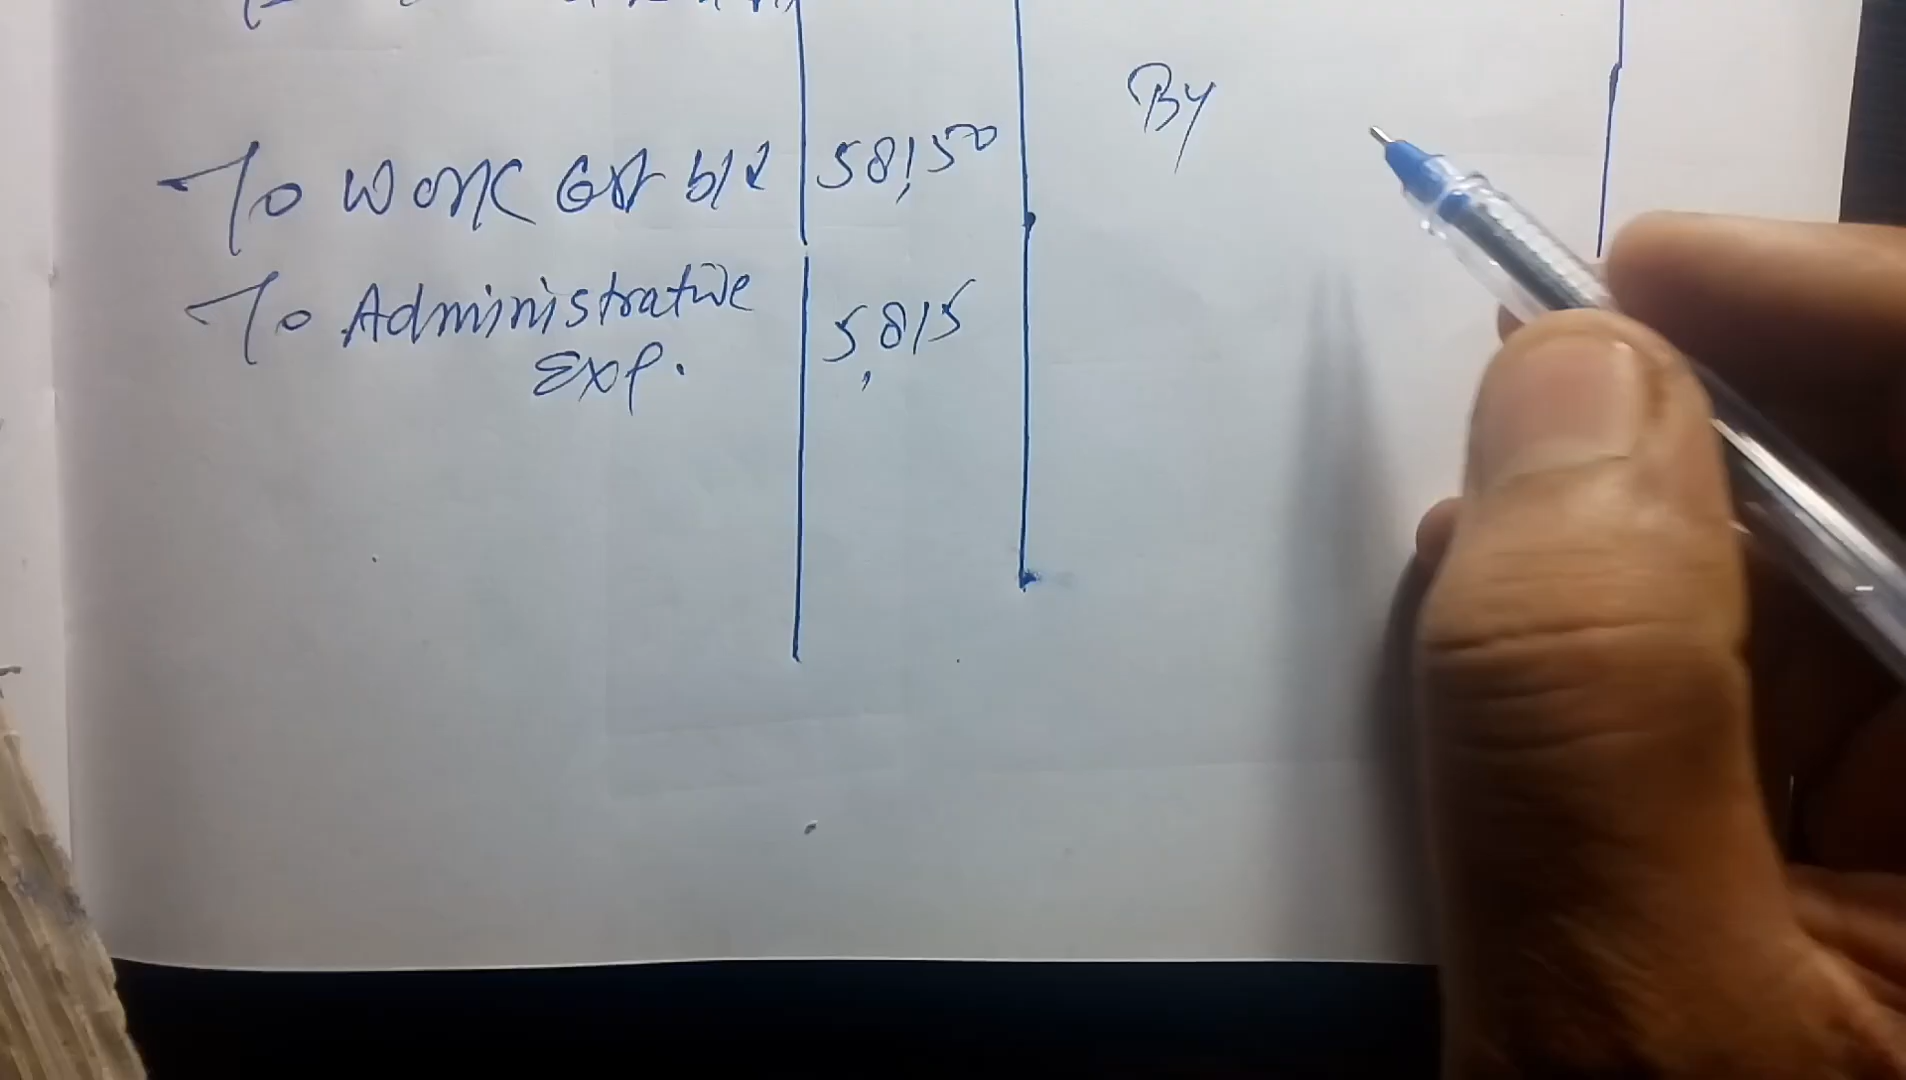 To Work Cost b/d 58,150
By
To Administrative 5,815
Exp.